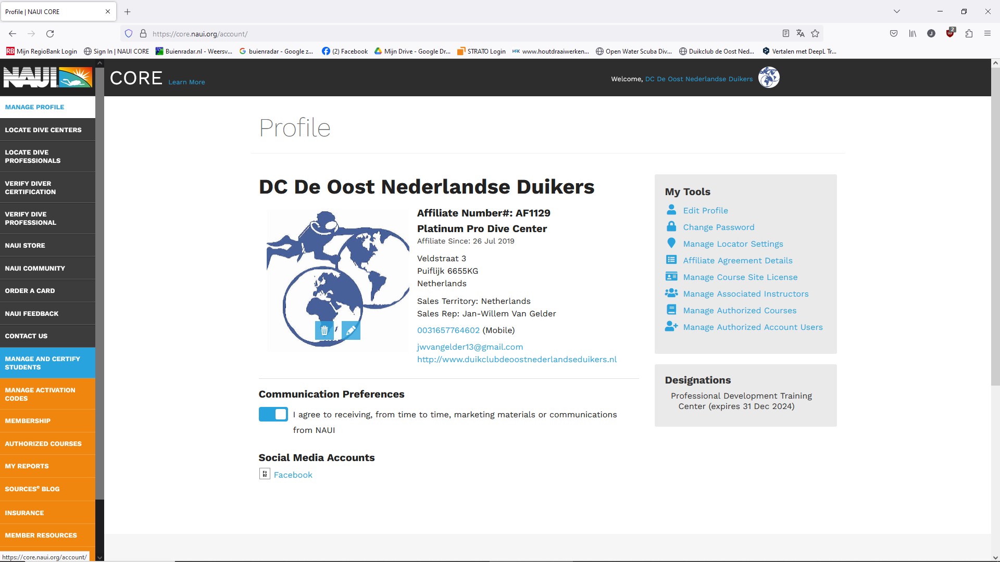 Profile | NAUI CORE
https://core.naui.org/account/
2
Mijn RegioBank Login
Sign In | NAUI CORE
Buienradar.nl - Weersv...
buienradar - Google z...
(2) Facebook
Mijn Drive - Google Dr...
STRATO Login
www.houtdraaiwerken...
Open Water Scuba Div...
Duikclub de Oost Ned...
Vertalen met DeepL Tr...
NAUI
CORE Learn More
Welcome, DC De Oost Nederlandse Duikers
MANAGE PROFILE
LOCATE DIVE CENTERS
LOCATE DIVE
PROFESSIONALS
VERIFY DIVER
CERTIFICATION
VERIFY DIVE
PROFESSIONAL
NAUI STORE
NAUI COMMUNITY
ORDER A CARD
NAUI FEEDBACK
CONTACT US
MANAGE AND CERTIFY
STUDENTS
MANAGE ACTIVATION
CODES
MEMBERSHIP
AUTHORIZED COURSES
MY REPORTS
SOURCES® BLOG
INSURANCE
MEMBER RESOURCES
https://core.naui.org/account/
Profile
DC De Oost Nederlandse Duikers
Affiliate Number#: AF1129
Platinum Pro Dive Center
Affiliate Since: 26 Jul 2019
Veldstraat 3
Puiflijk 6655KG
Netherlands
Sales Territory: Netherlands
Sales Rep: Jan-Willem Van Gelder
0031657764602 (Mobile)
jwvangelder13@gmail.com
http://www.duikclubdeoostnederlandseduikers.nl
Communication Preferences
I agree to receiving, from time to time, marketing materials or communications
from NAUI
Social Media Accounts
Facebook
My Tools
Edit Profile
Change Password
Manage Locator Settings
Affiliate Agreement Details
Manage Course Site License
Manage Associated Instructors
Manage Authorized Courses
Manage Authorized Account Users
Designations
Professional Development Training
Center (expires 31 Dec 2024)